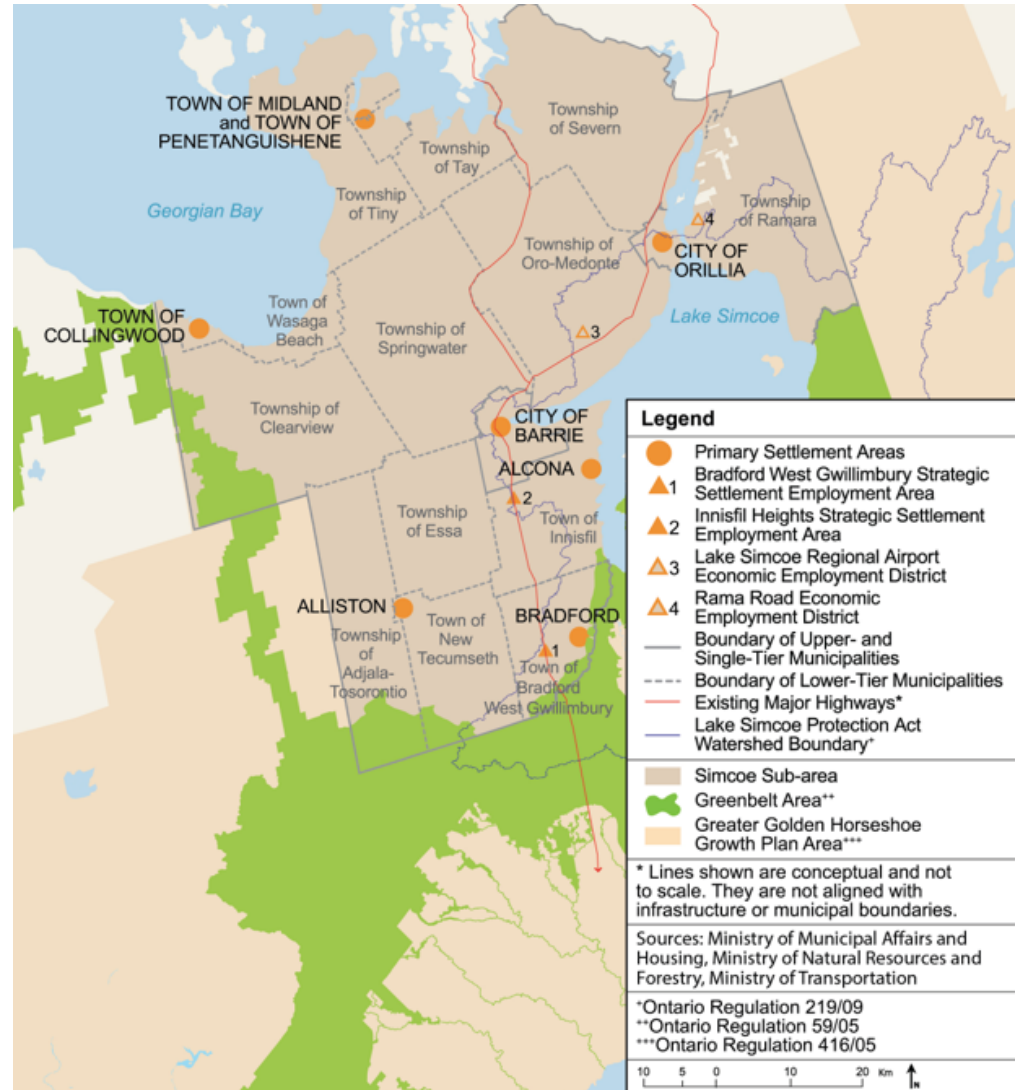 TOWN OF MIDLAND
and TOWN OF
PENETANGUISHENE
Township
of Severn
Township
of Tay
Township
of Tiny
Georgian Bay
Township
of Ramara
4
CITY OF
ORILLIA
Township of
Oro-Medonte
Lake Simcoe
3
TOWN OF
COLLINGWOOD
Town of
Wasaga
Beach
Township of
Springwater
Township of
Clearview
CITY OF
BARRIE
ALCONA
2
Township
of Essa
Town of
Innisfil
ALLISTON
Township
of
Adjala-
Tosorontio
Town of
New
Tecumseth
BRADFORD
1
Town of
Bradford
West Gwillimbury
Legend
Primary Settlement Areas
1 Bradford West Gwillimbury Strategic
Settlement Employment Area
2 Innisfil Heights Strategic Settlement
Employment Area
3 Lake Simcoe Regional Airport
Economic Employment District
4 Rama Road Economic
Employment District
Boundary of Upper- and
Single-Tier Municipalities
Boundary of Lower-Tier Municipalities
Existing Major Highways*
Lake Simcoe Protection Act
Watershed Boundary+
Simcoe Sub-area
Greenbelt Area++
Greater Golden Horseshoe
Growth Plan Area+++
* Lines shown are conceptual and not
to scale. They are not aligned with
infrastructure or municipal boundaries.
Sources: Ministry of Municipal Affairs and
Housing, Ministry of Natural Resources and
Forestry, Ministry of Transportation
+Ontario Regulation 219/09
++Ontario Regulation 59/05
+++Ontario Regulation 416/05
10 5 0 10 20 Km N